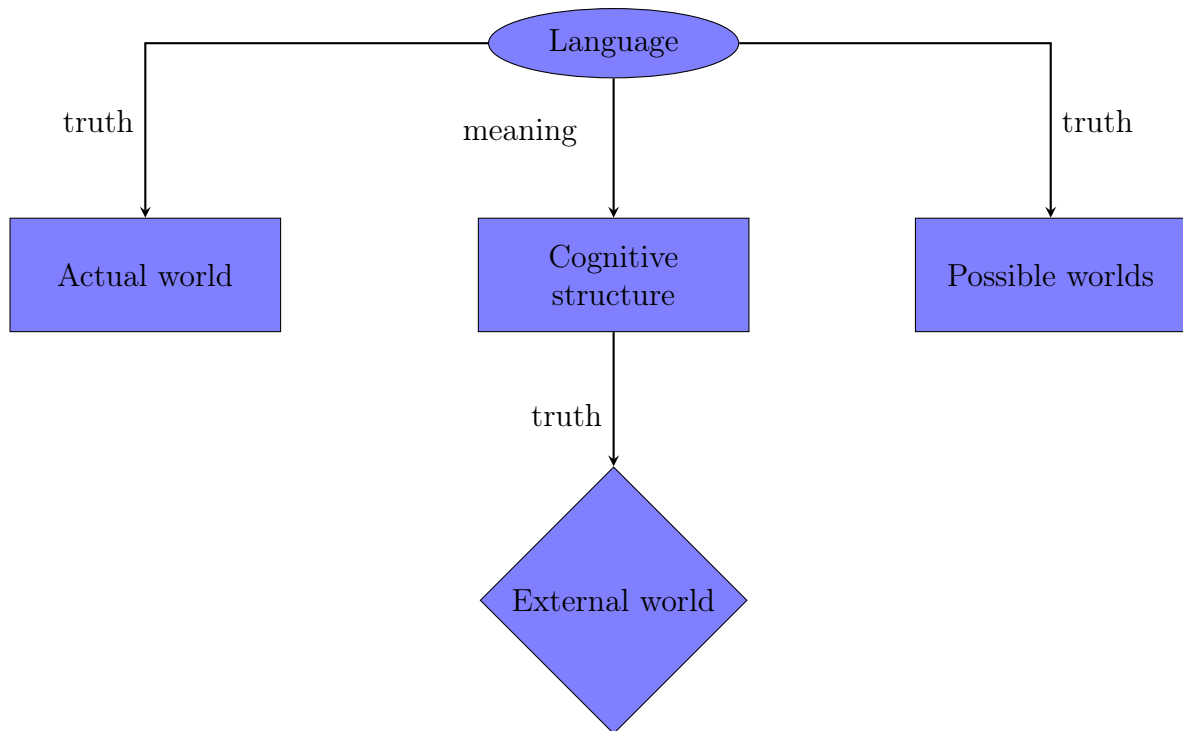 Language
truth
meaning
truth
Actual world
Cognitive
structure
Possible worlds
truth
External world